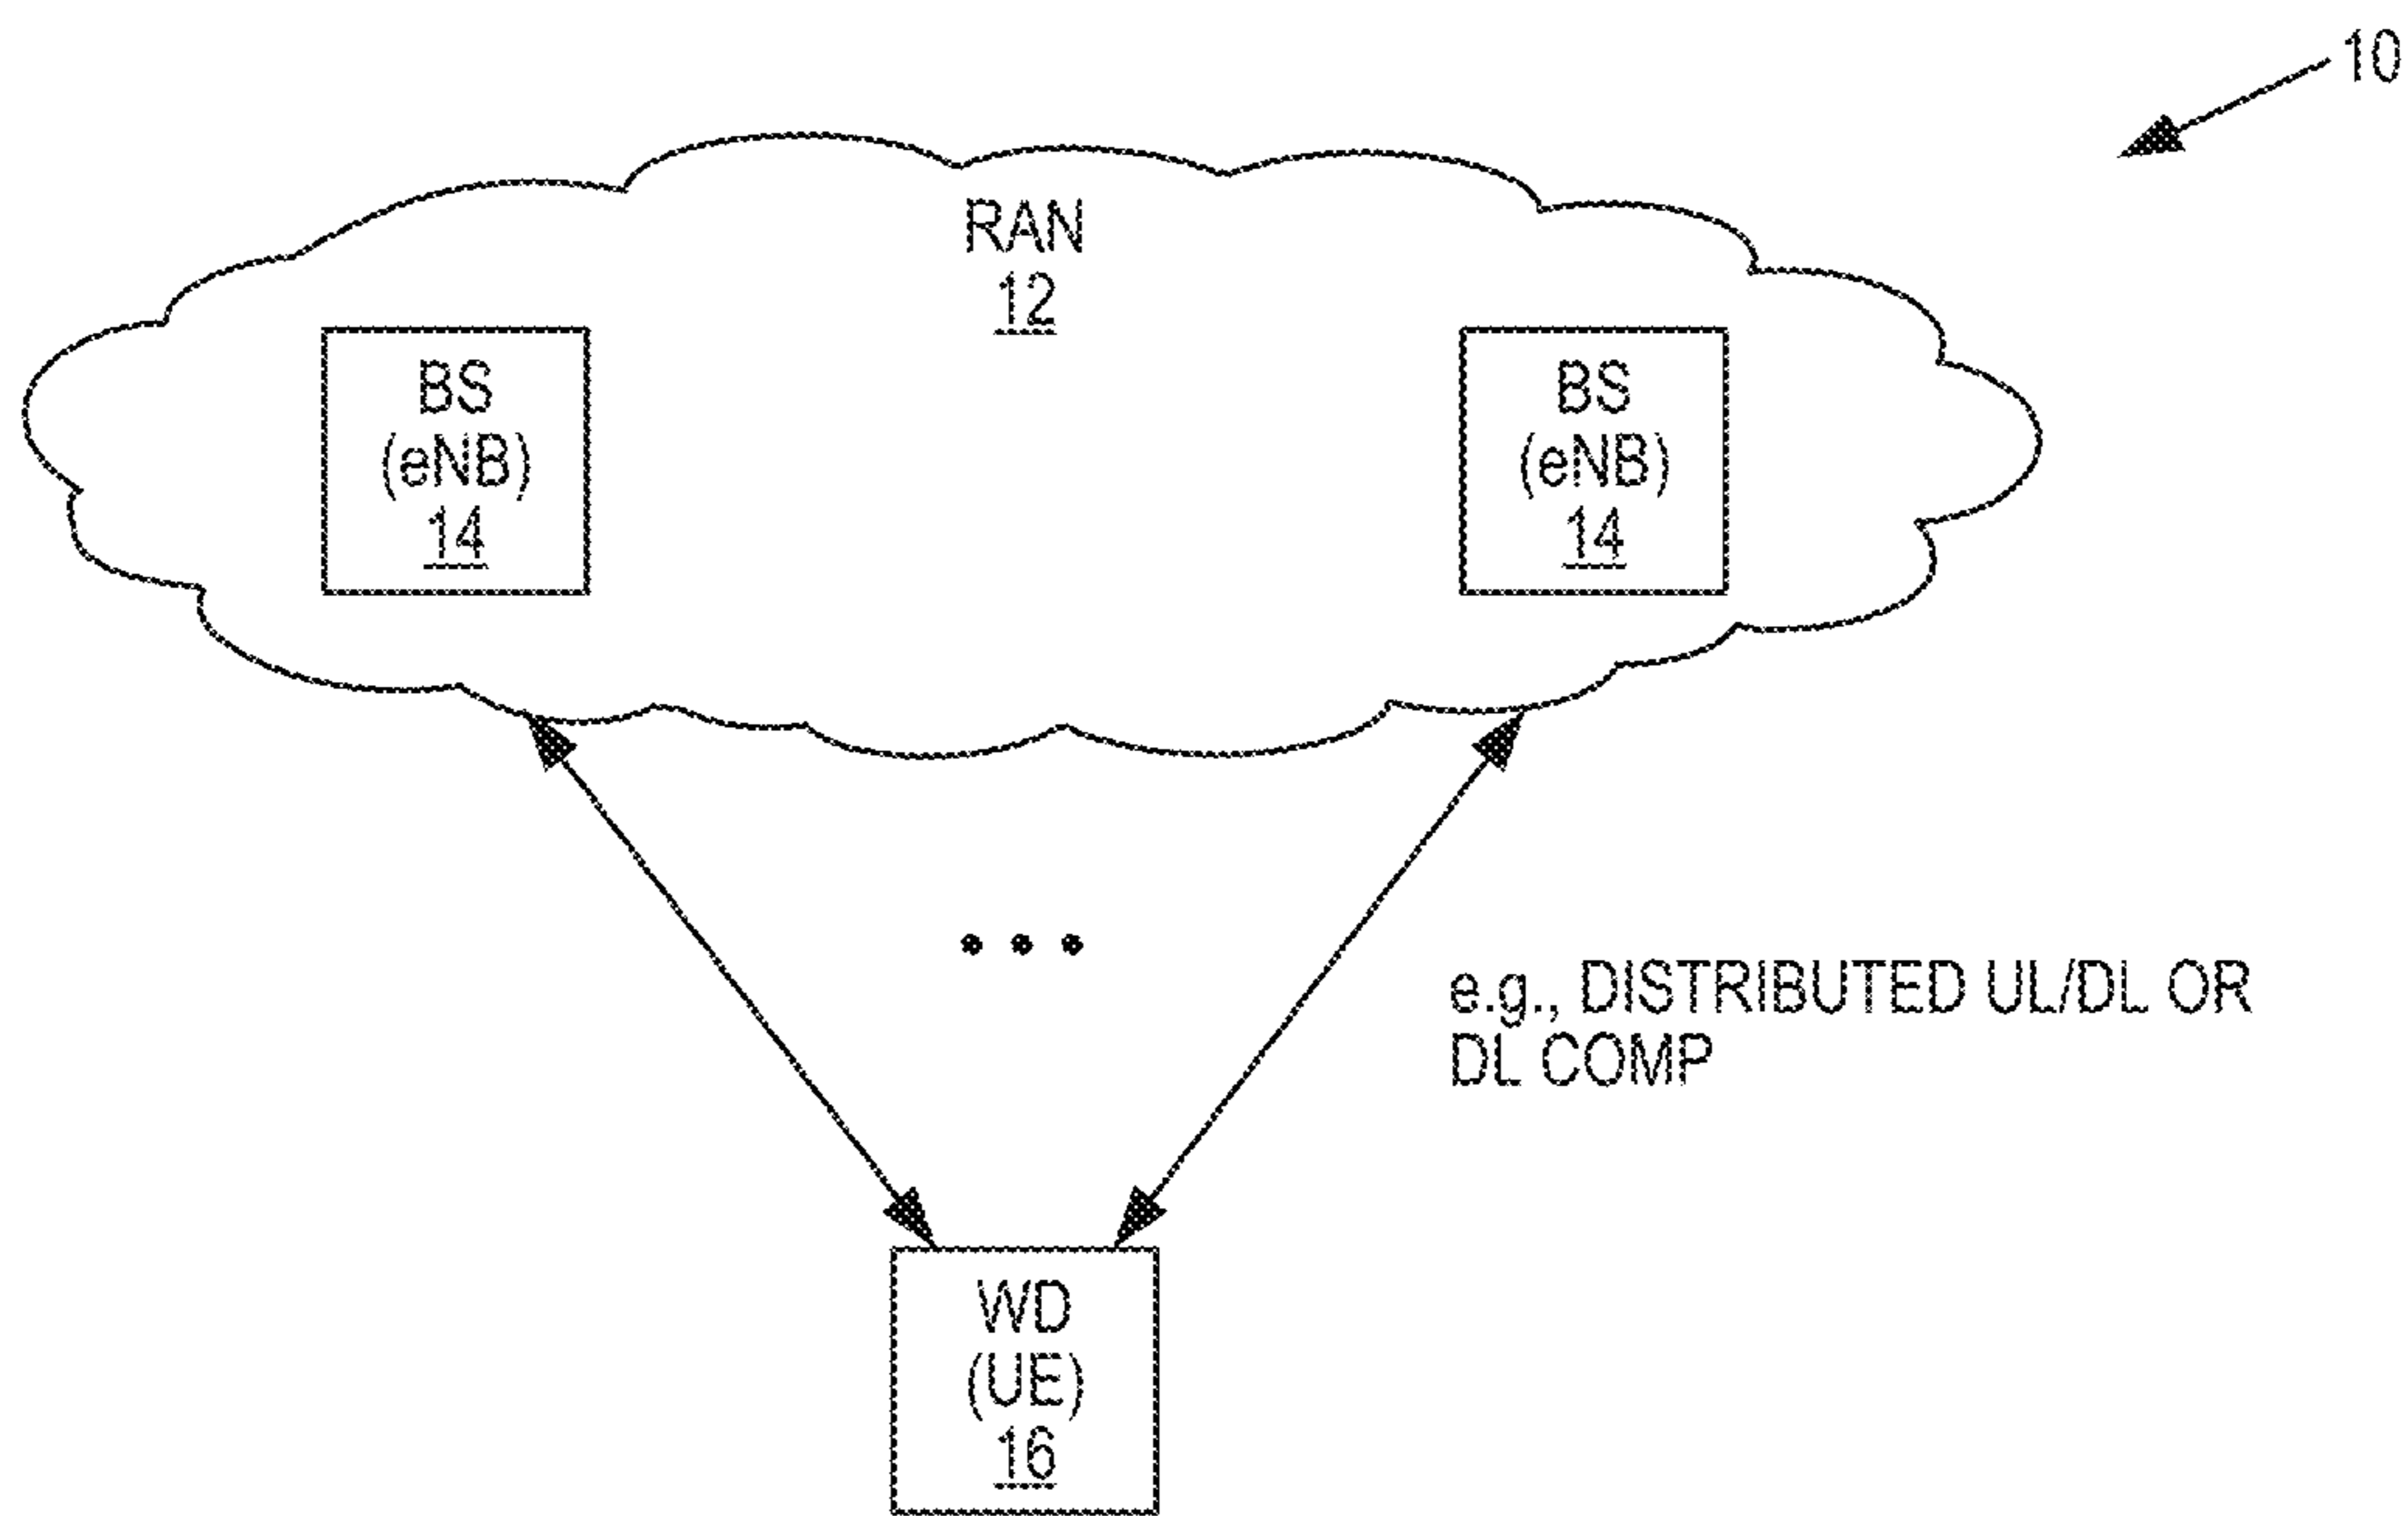 10
RAN
12
BS
(eNB)
14
BS
(eNB)
14
e.g., DISTRIBUTED UL/DL OR
DL COMP
WD
(UE)
16